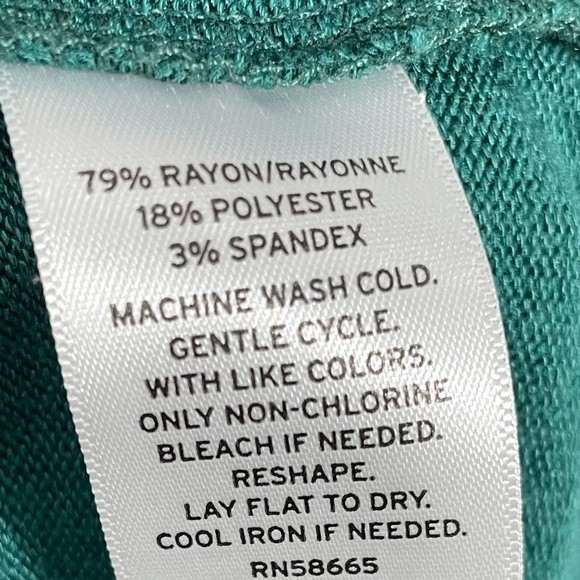 79% RAYON/RAYONNE
18% POLYESTER
3% SPANDEX
MACHINE WASH COLD.
GENTLE CYCLE.
WITH LIKE COLORS.
ONLY NON-CHLORINE
BLEACH IF NEEDED.
RESHAPE.
LAY FLAT TO DRY.
COOL IRON IF NEEDED.
RN58665